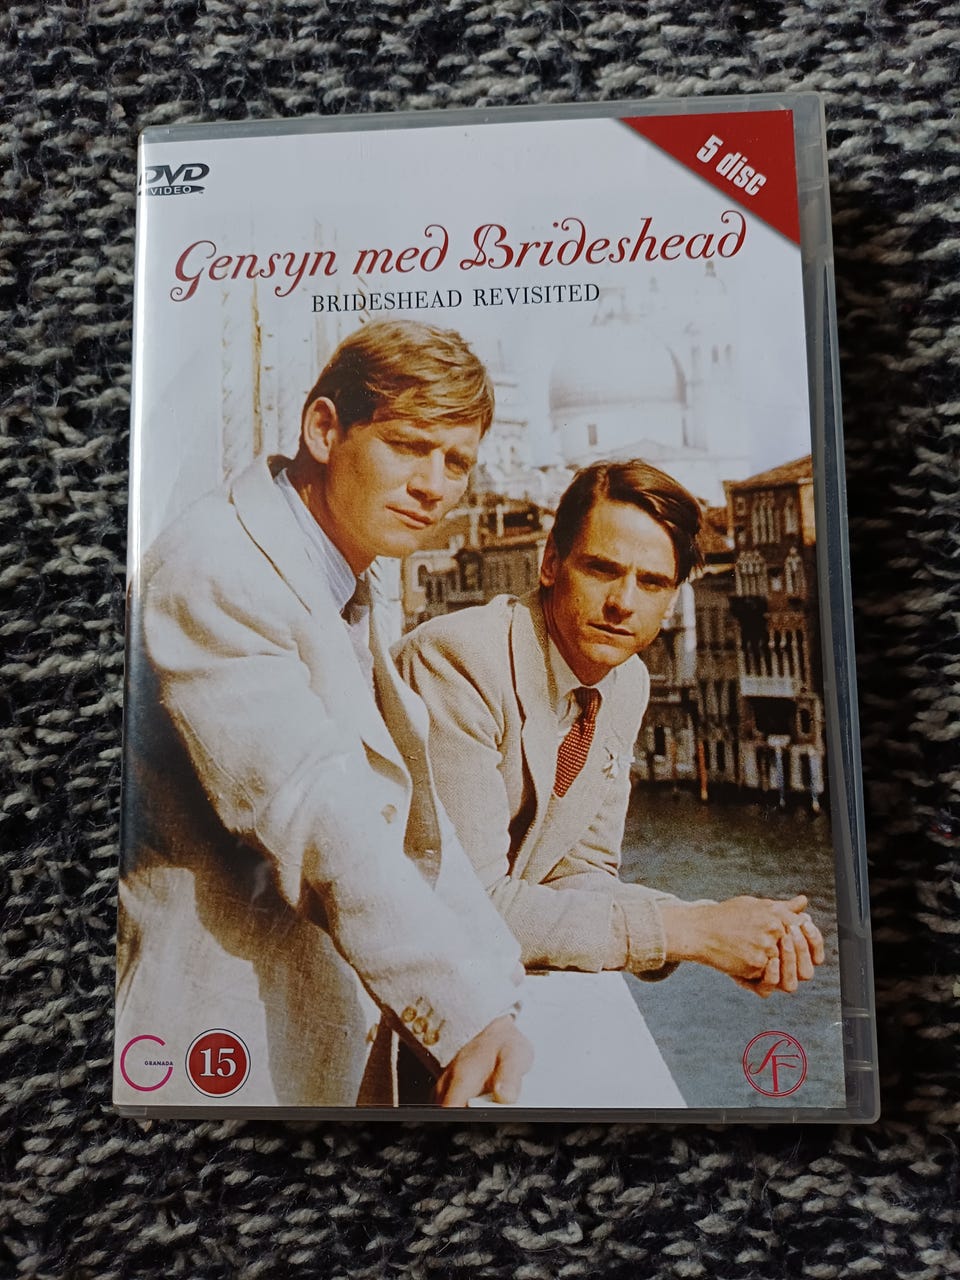 DVD
VIDEO
5 disc
Gensyn med Brideshead
BRIDESHEAD REVISITED
GRANADA
15
SF